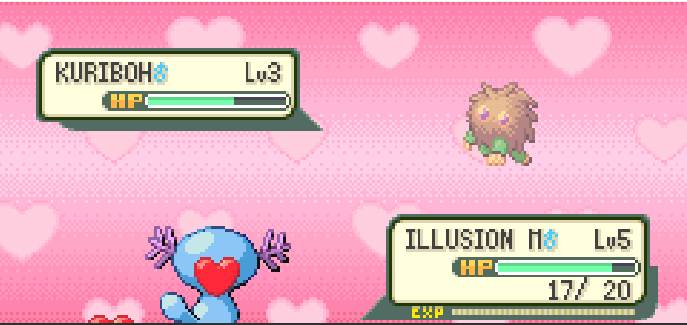 KURIBOH♂ Lv3
HP
ILLUSION M♂ Lv5
HP
17/ 20
EXP